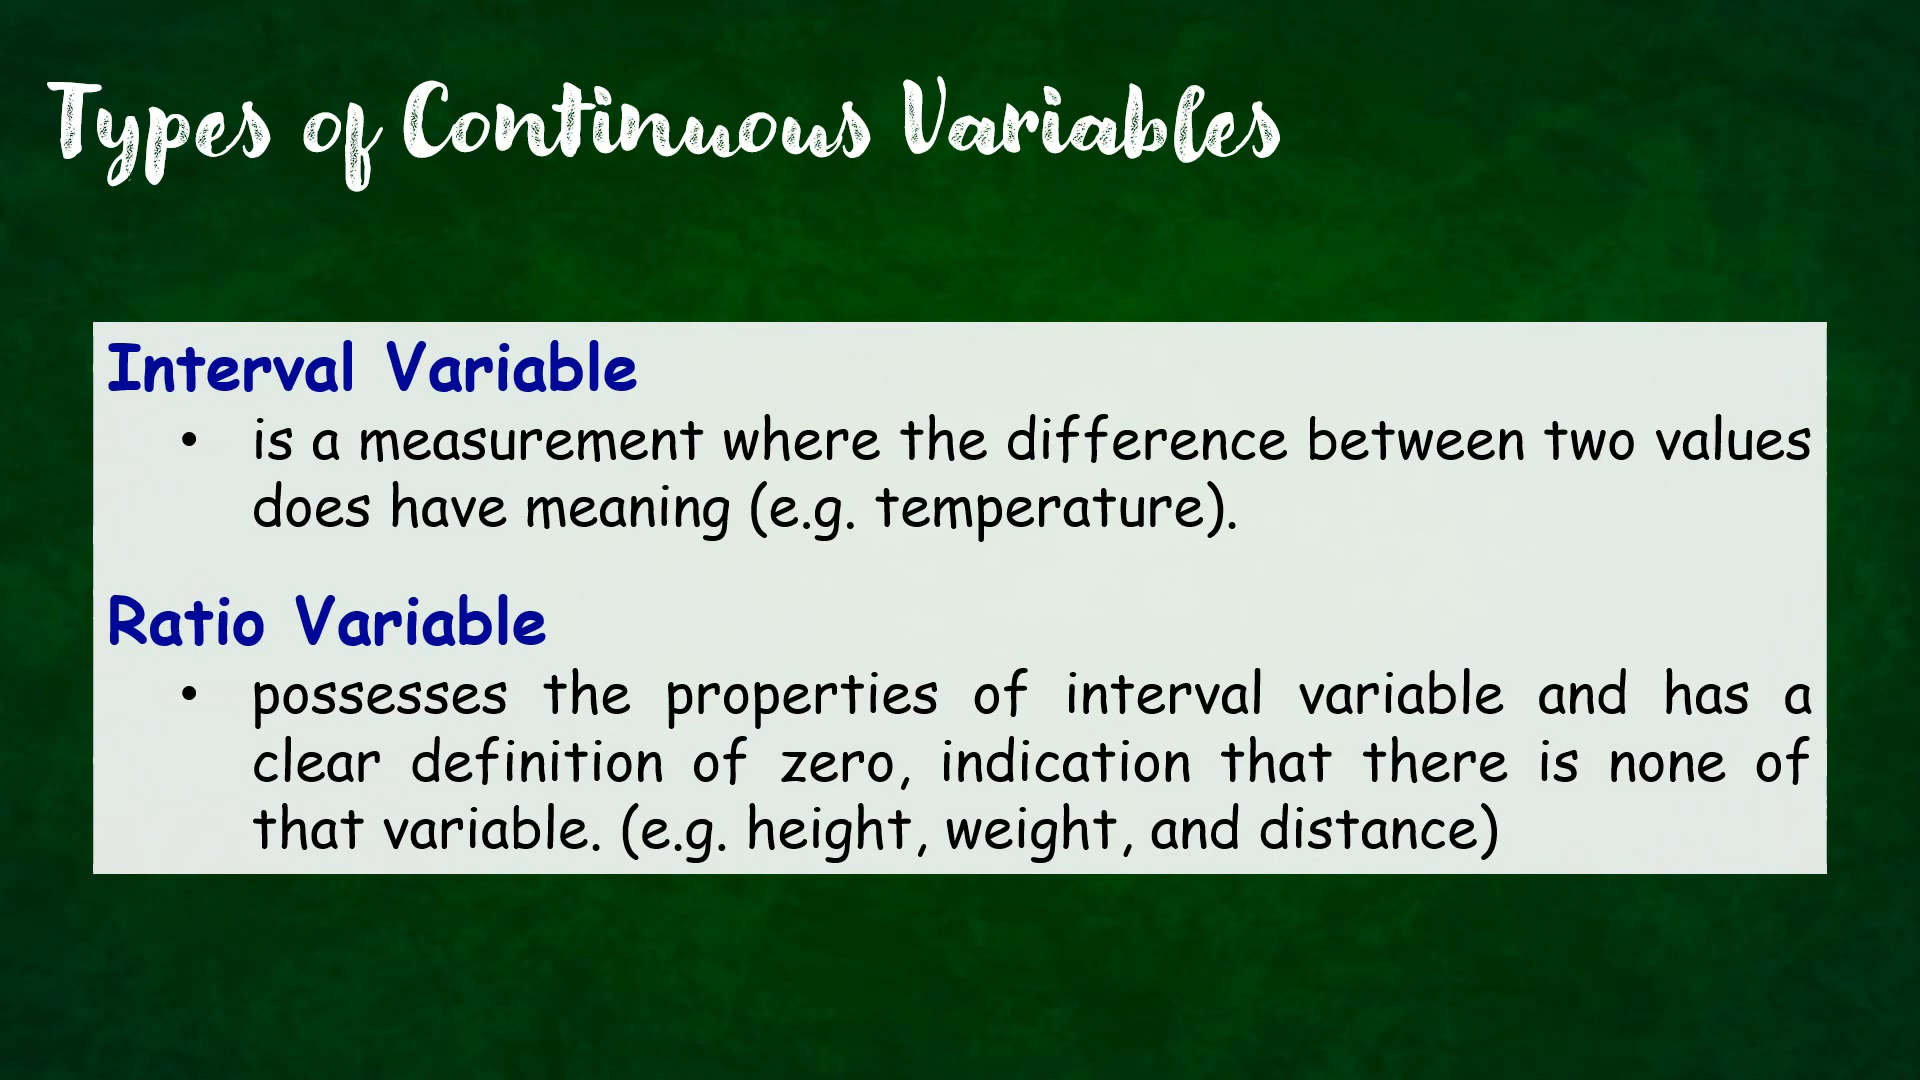 Types of Continuous Variables
Interval Variable
• is a measurement where the difference between two values
does have meaning (e.g. temperature).
Ratio Variable
• possesses the properties of interval variable and has a
clear definition of zero, indication that there is none of
that variable. (e.g. height, weight, and distance)